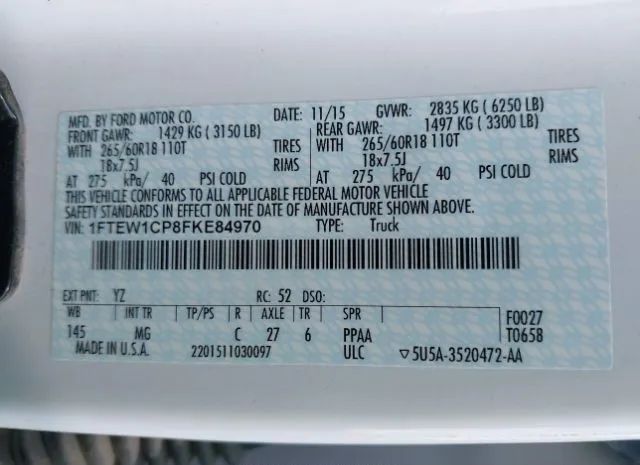 MFD. BY FORD MOTOR CO. DATE: 11/15 GVWR: 2835 KG ( 6250 LB)
FRONT GAWR: 1429 KG ( 3150 LB) REAR GAWR: 1497 KG ( 3300 LB)
WITH 265/60R18 110T TIRES WITH 265/60R18 110T TIRES
18x7.5J RIMS 18x7.5J RIMS
AT 275 kPa/ 40 PSI COLD AT 275 kPa/ 40 PSI COLD
THIS VEHICLE CONFORMS TO ALL APPLICABLE FEDERAL MOTOR VEHICLE
SAFETY STANDARDS IN EFFECT ON THE DATE OF MANUFACTURE SHOWN ABOVE.
VIN: 1FTEW1CP8FKE84970 TYPE: Truck
EXT PNT: YZ RC: 52 DSO:
WB INT TR TP/PS R AXLE TR SPR F0027
145 MG C 27 6 PPAA T0658
MADE IN U.S.A. 2201511030097 ULC ▽5U5A-3520472-AA